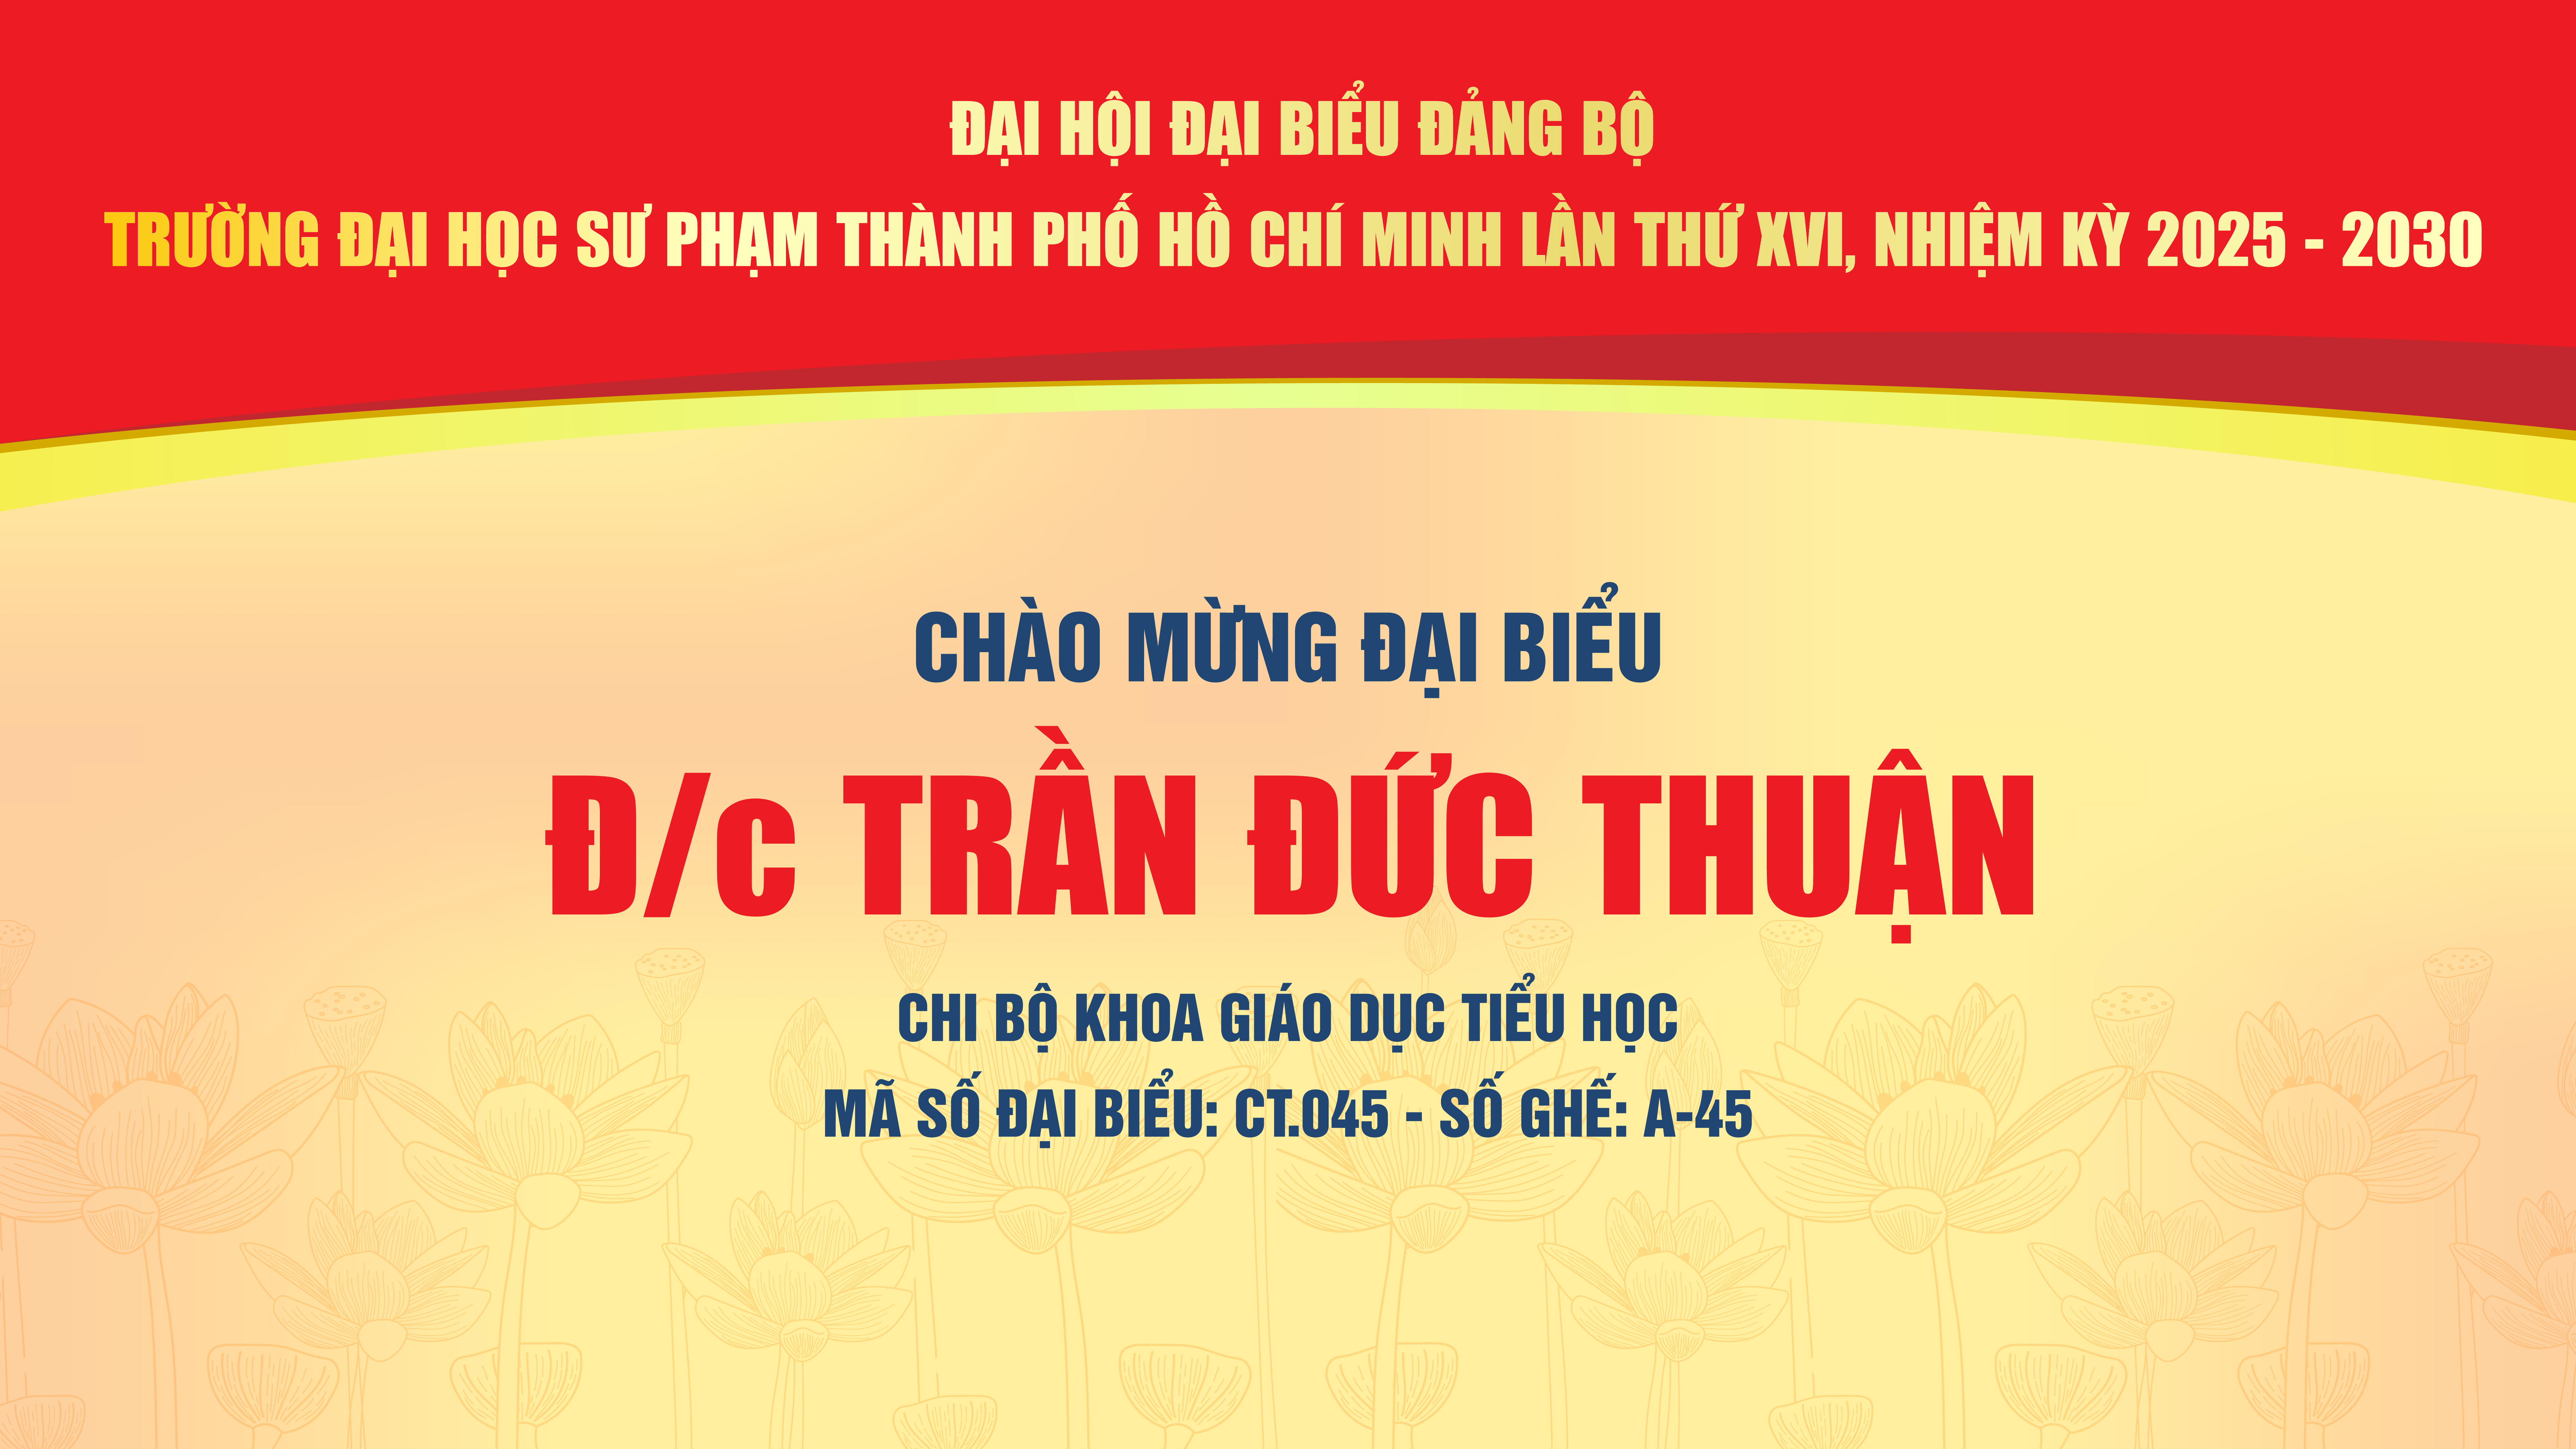 ĐẠI HỘI ĐẠI BIỂU ĐẢNG BỘ
TRƯỜNG ĐẠI HỌC SƯ PHẠM THÀNH PHỐ HỒ CHÍ MINH LẦN THỨ XVI, NHIỆM KỲ 2025 - 2030
CHÀO MỪNG ĐẠI BIỂU
Đ/c TRẦN ĐỨC THUẬN
CHI BỘ KHOA GIÁO DỤC TIỂU HỌC
MÃ SỐ ĐẠI BIỂU: CT.045 - SỐ GHẾ: A-45